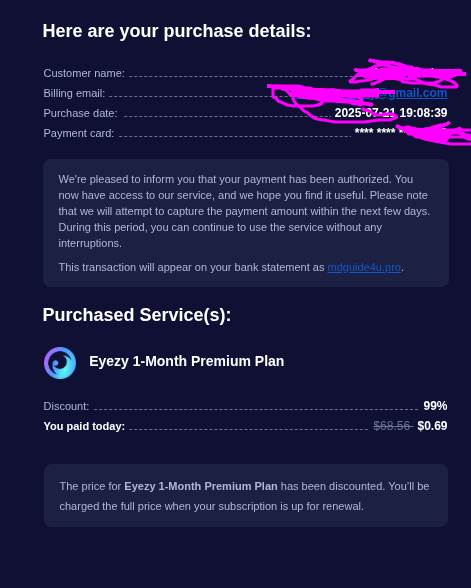 Here are your purchase details:
Customer name:
Billing email: gmail.com
Purchase date: 2025-07-21 19:08:39
Payment card: **** ****
We're pleased to inform you that your payment has been authorized. You
now have access to our service, and we hope you find it useful. Please note
that we will attempt to capture the payment amount within the next few days.
During this period, you can continue to use the service without any
interruptions.
This transaction will appear on your bank statement as mdguide4u.pro.
Purchased Service(s):
Eyezy 1-Month Premium Plan
Discount: 99%
You paid today: $68.56 $0.69
The price for Eyezy 1-Month Premium Plan has been discounted. You'll be
charged the full price when your subscription is up for renewal.